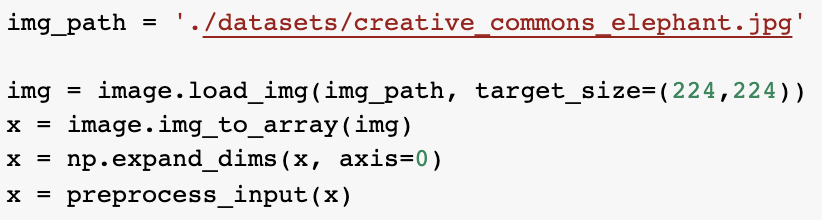 img_path = './datasets/creative_commons_elephant.jpg'
img = image.load_img(img_path, target_size=(224,224))
x = image.img_to_array(img)
x = np.expand_dims(x, axis=0)
x = preprocess_input(x)